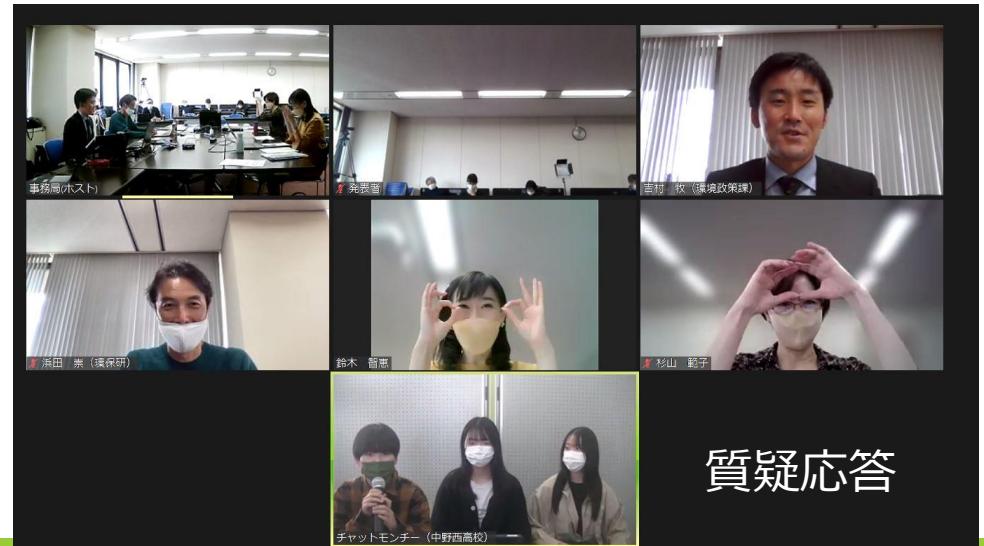 事務局(ホスト)
発表者
吉村　牧（環境政策課）
浜田　崇（環保研）
鈴木　智恵
杉山　範子
チャットモンチー（中野西高校）
質疑応答